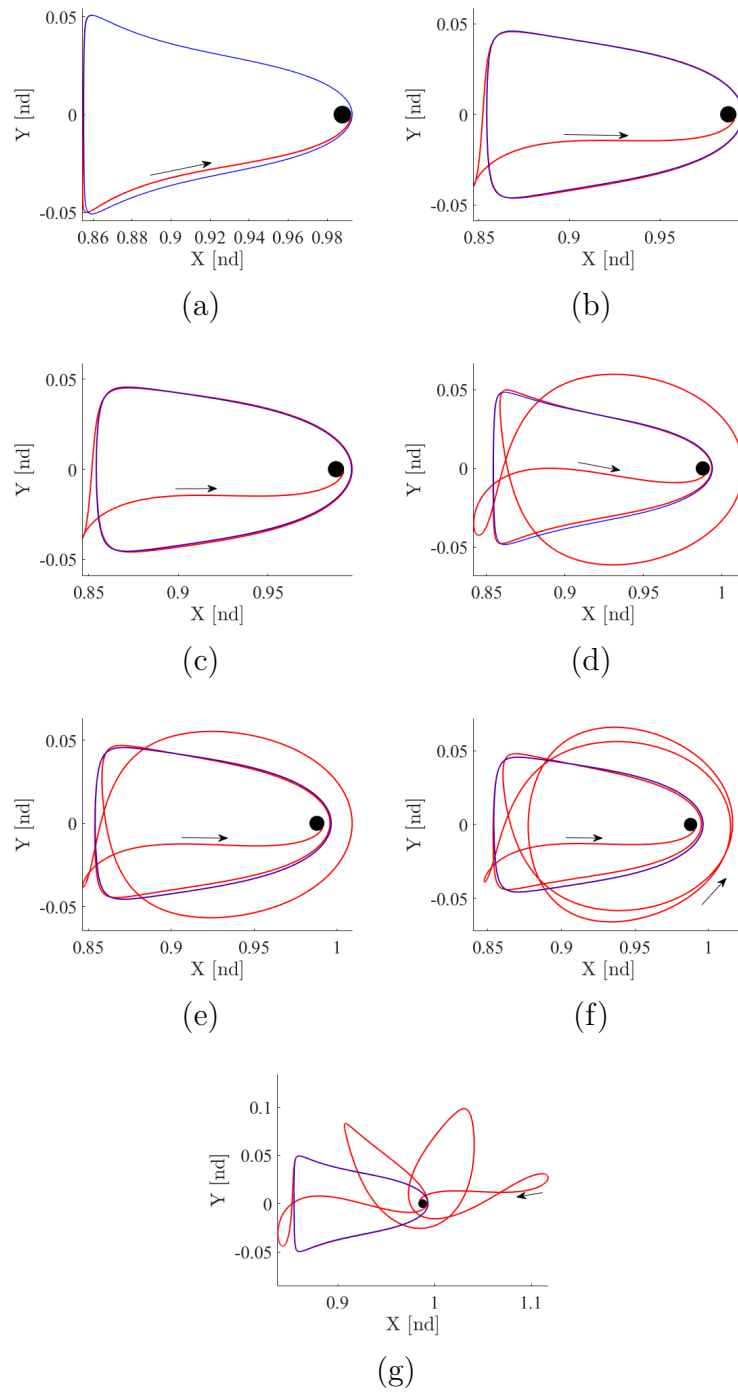 0.05
0
-0.05
Y [nd]
0.86 0.88 0.9 0.92 0.94 0.96 0.98
X [nd]
(a)
0.05
0
-0.05
Y [nd]
0.85 0.9 0.95
X [nd]
(b)
0.05
0
-0.05
Y [nd]
0.85 0.9 0.95
X [nd]
(c)
0.05
0
-0.05
Y [nd]
0.85 0.9 0.95 1
X [nd]
(d)
0.05
0
-0.05
Y [nd]
0.85 0.9 0.95 1
X [nd]
(e)
0.05
0
-0.05
Y [nd]
0.85 0.9 0.95 1
X [nd]
(f)
0.1
0.05
0
-0.05
Y [nd]
0.9 1 1.1
X [nd]
(g)